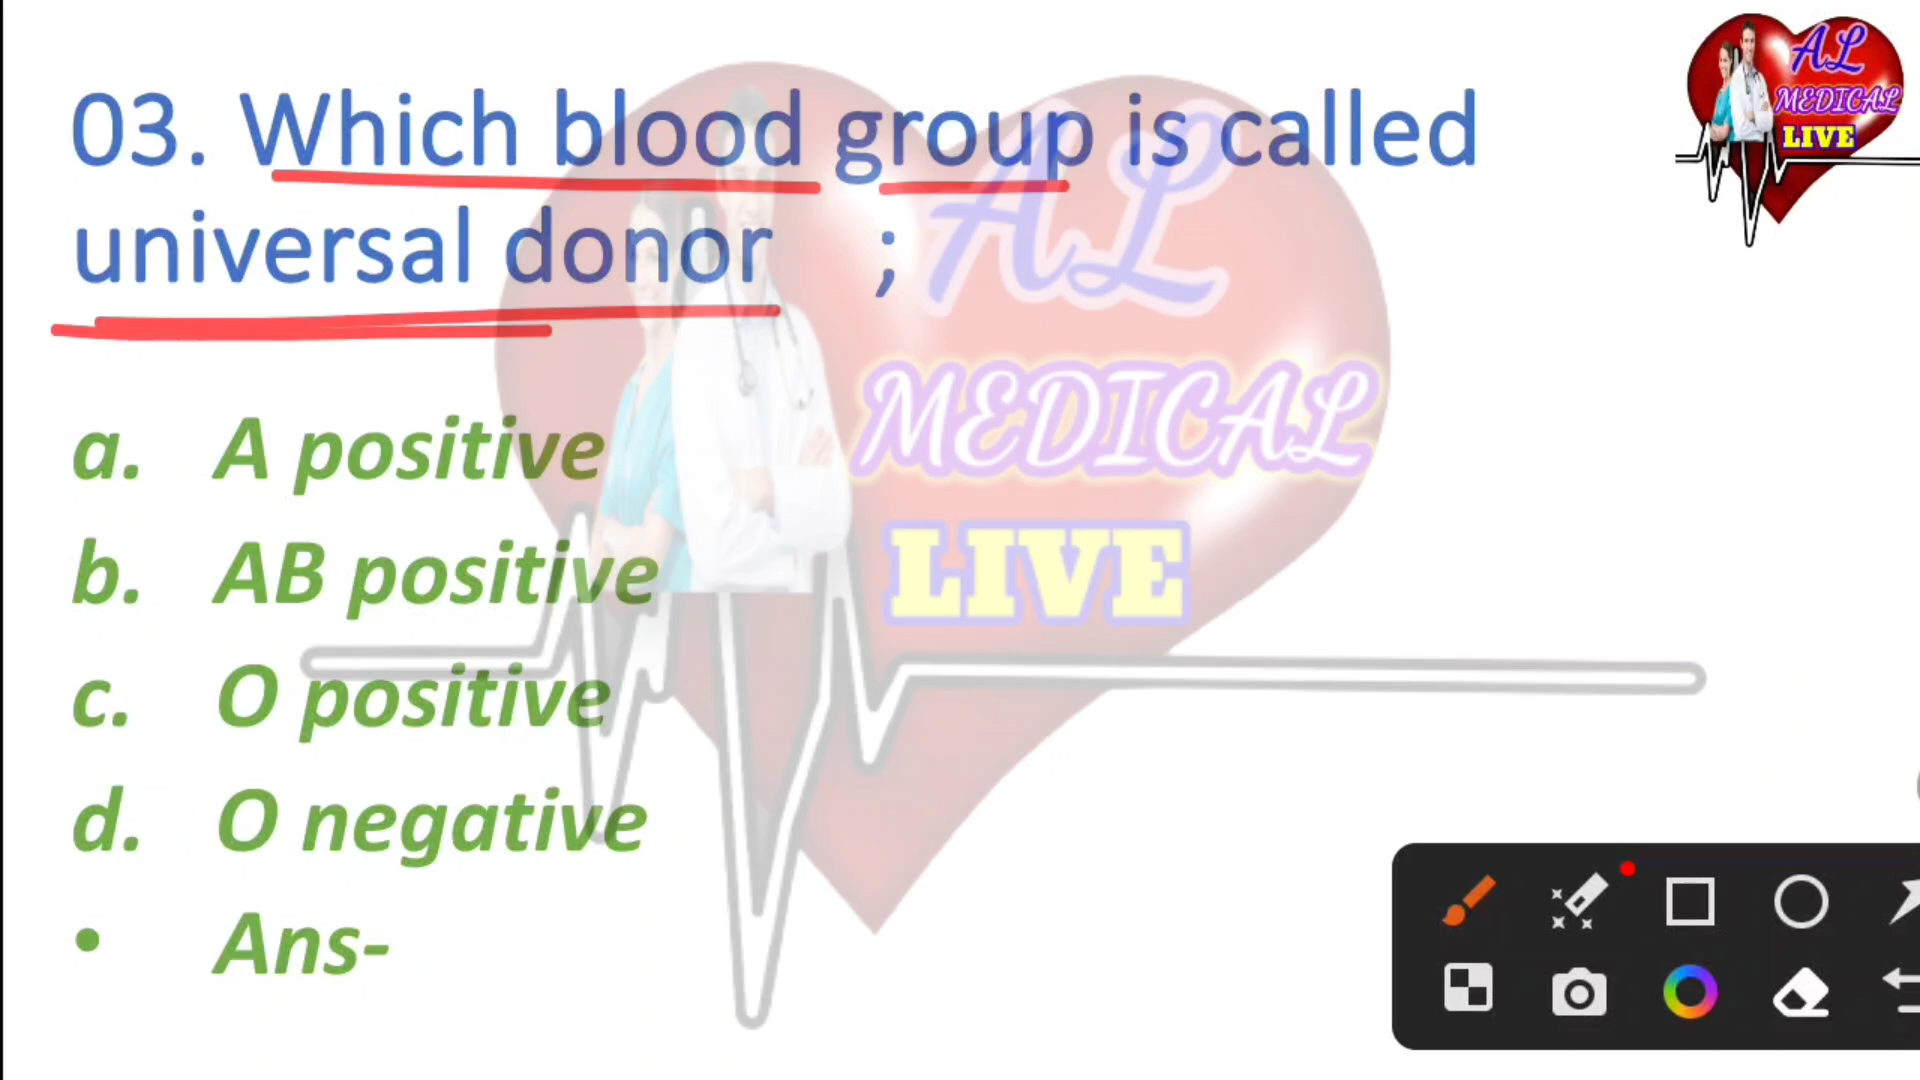 AL
MEDICAL
LIVE
03. Which blood group is called
universal donor ;
AL
MEDICAL
LIVE
a. A positive
b. AB positive
c. O positive
d. O negative
• Ans-